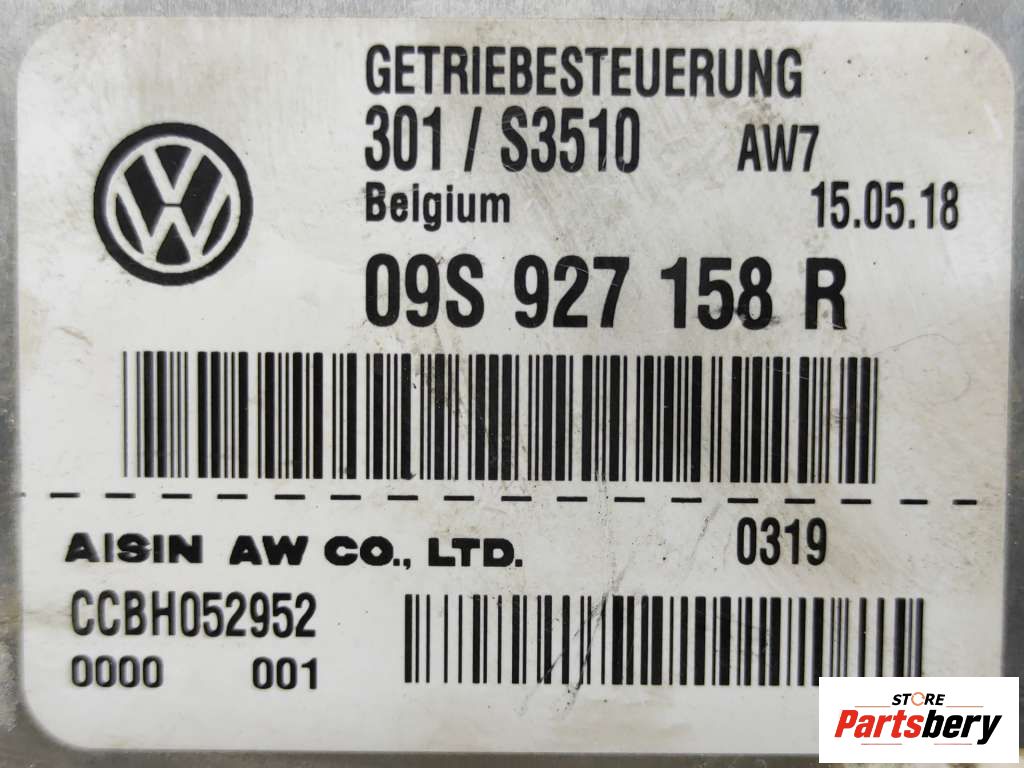 GETRIEBESTEUERUNG
301 / S3510 AW7
Belgium 15.05.18
09S 927 158 R
AISIN AW CO., LTD. 0319
CCBH052952
0000 001
STORE
Partsbery